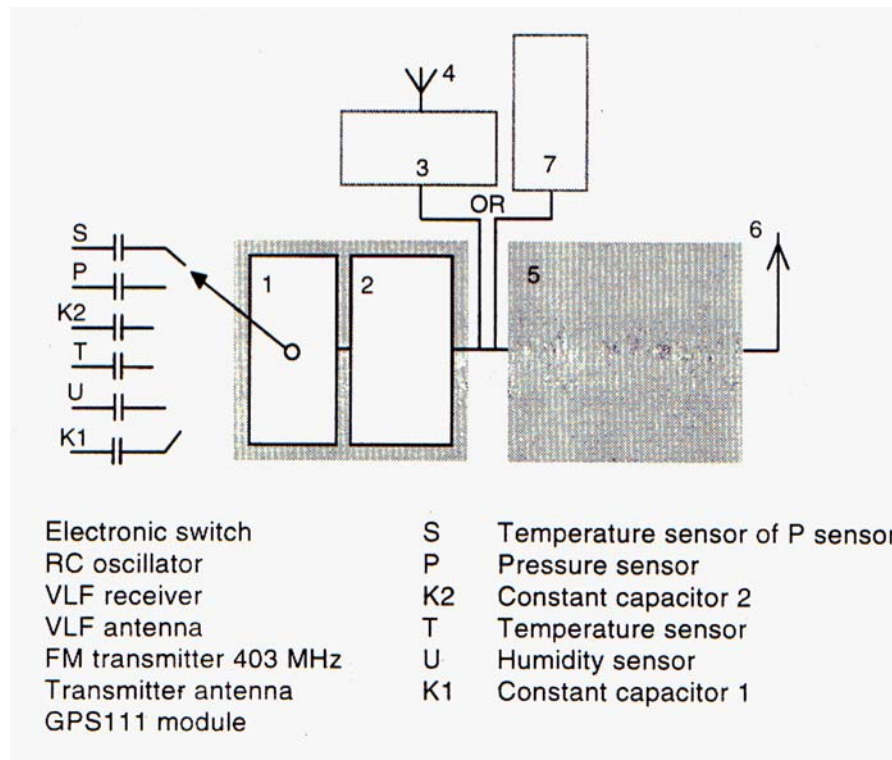 4
3
7
OR
S
P
K2
T
U
K1
1
2
5
6
Electronic switch S Temperature sensor of P sensor
RC oscillator P Pressure sensor
VLF receiver K2 Constant capacitor 2
VLF antenna T Temperature sensor
FM transmitter 403 MHz U Humidity sensor
Transmitter antenna K1 Constant capacitor 1
GPS111 module